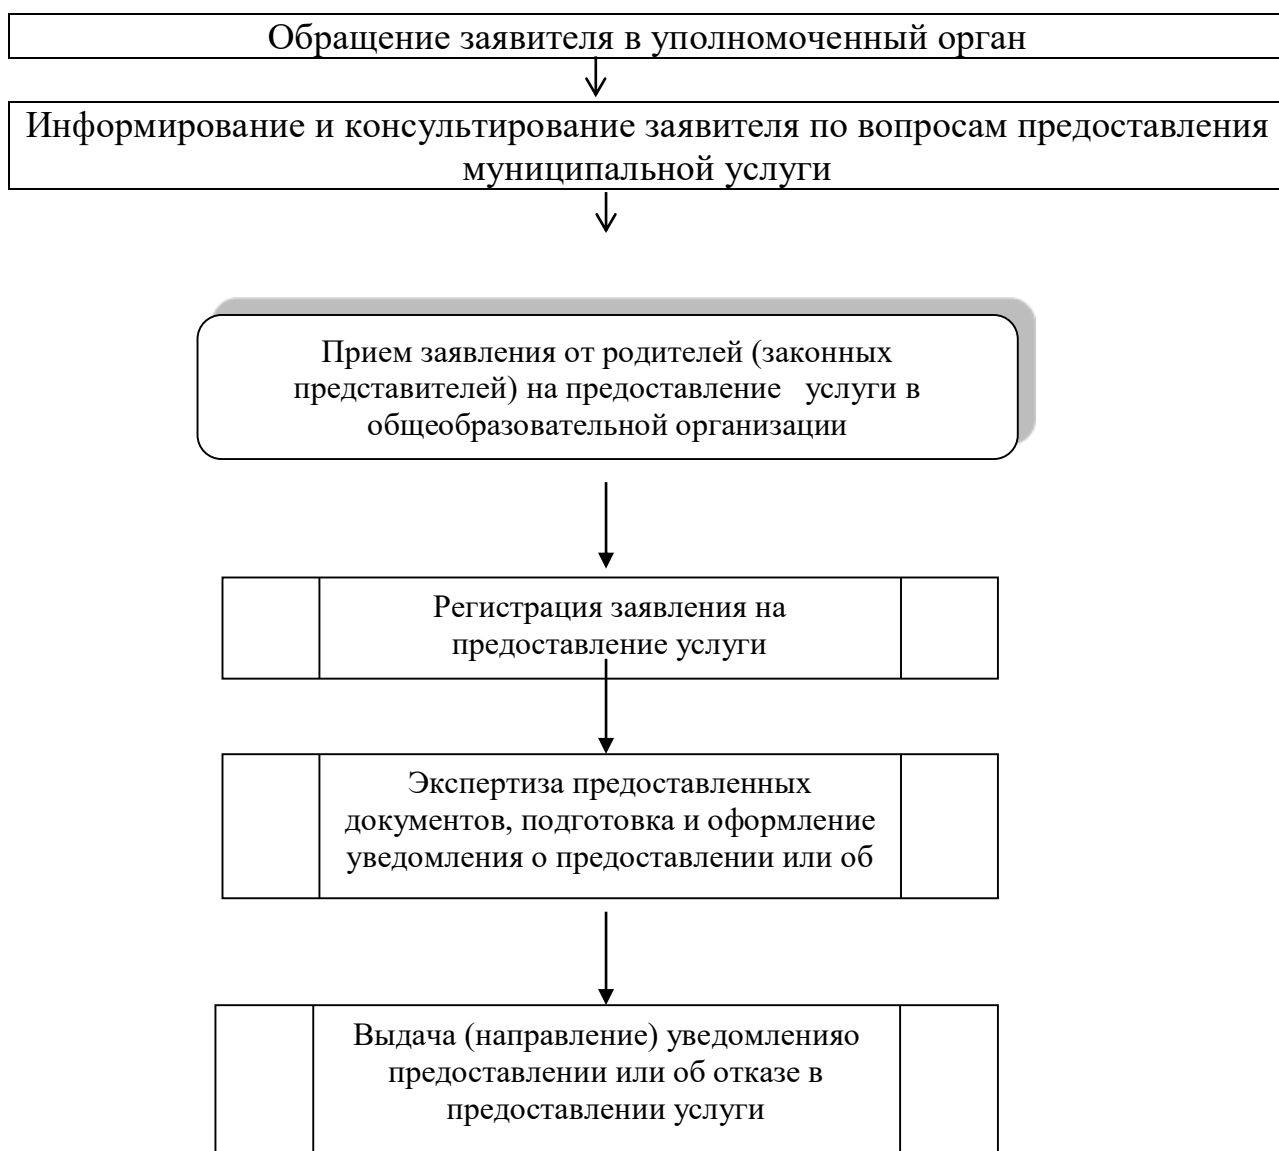 Обращение заявителя в уполномоченный орган
Информирование и консультирование заявителя по вопросам предоставления
муниципальной услуги
Прием заявления от родителей (законных
представителей) на предоставление   услуги в
общеобразовательной организации
Регистрация заявления на
предоставление услуги
Экспертиза предоставленных
документов, подготовка и оформление
уведомления о предоставлении или об
Выдача (направление) уведомленияо
предоставлении или об отказе в
предоставлении услуги